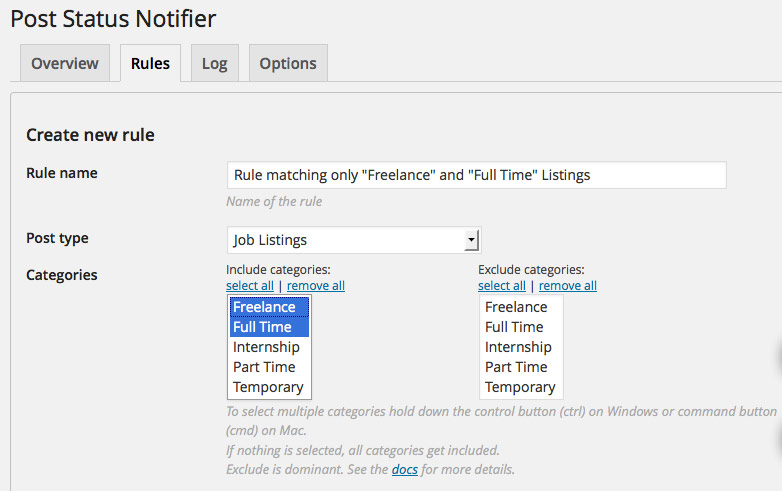 Post Status Notifier
Overview Rules Log Options
Create new rule
Rule name Rule matching only "Freelance" and "Full Time" Listings
Name of the rule
Post type Job Listings
Categories Include categories: Exclude categories:
select all | remove all select all | remove all
Freelance Freelance
Full Time Full Time
Internship Internship
Part Time Part Time
Temporary Temporary
To select multiple categories hold down the control button (ctrl) on Windows or command button
(cmd) on Mac.
If nothing is selected, all categories get included.
Exclude is dominant. See the docs for more details.